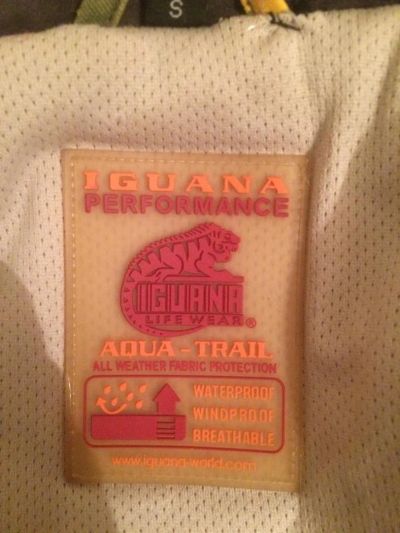 S
IGUANA
PERFORMANCE
IGUANA
LIFE WEAR®
AQUA-TRAIL
ALL WEATHER FABRIC PROTECTION
WATERPROOF
WINDPROOF
BREATHABLE
www.iguana-world.com